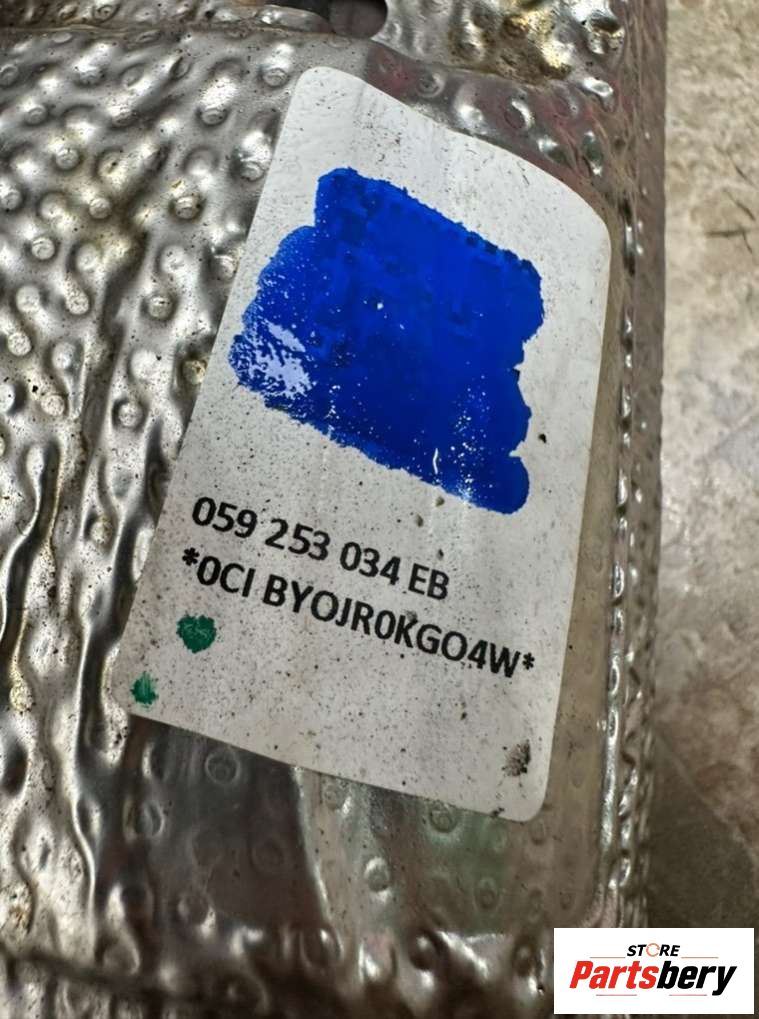 059 253 034 EB
*0CI BYOJR0KGO4W*
STORE
Partsbery